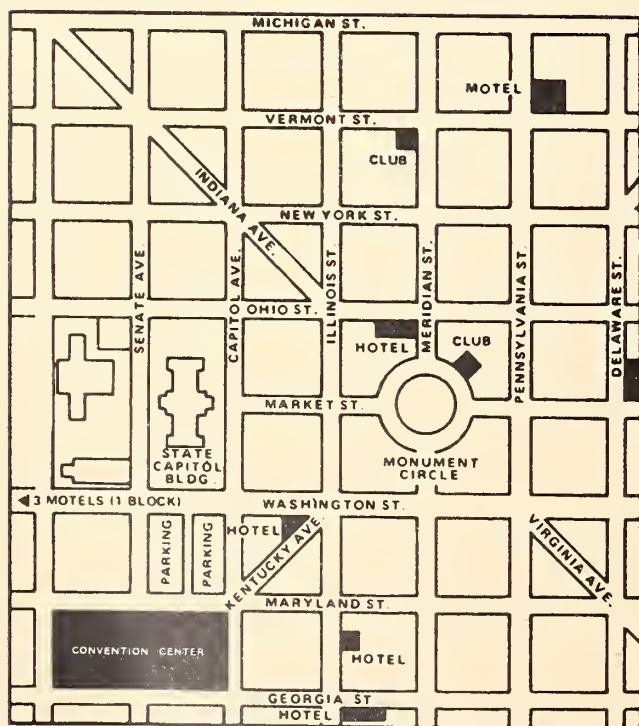 MICHIGAN ST.
MOTEL
VERMONT ST.
CLUB
INDIANA AVE.
NEW YORK ST.
SENATE AVE.
CAPITOL AVE.
ILLINOIS ST.
MERIDIAN ST.
PENNSYLVANIA ST.
DELAWARE ST.
OHIO ST.
HOTEL
CLUB
MARKET ST.
STATE
CAPITOL
BLDG.
MONUMENT
CIRCLE
3 MOTELS (1 BLOCK)
WASHINGTON ST.
PARKING
PARKING
HOTEL
KENTUCKY AVE.
VIRGINIA AVE.
MARYLAND ST.
CONVENTION CENTER
HOTEL
GEORGIA ST
HOTEL